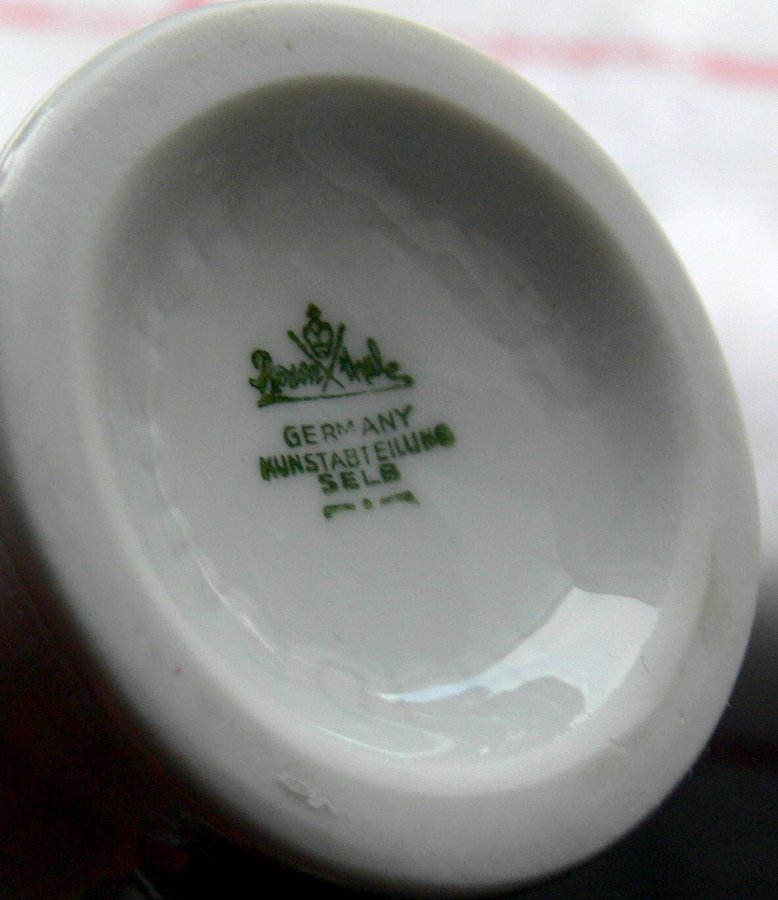 Rosenthal
GERMANY
KUNSTABTEILUNG
SELB